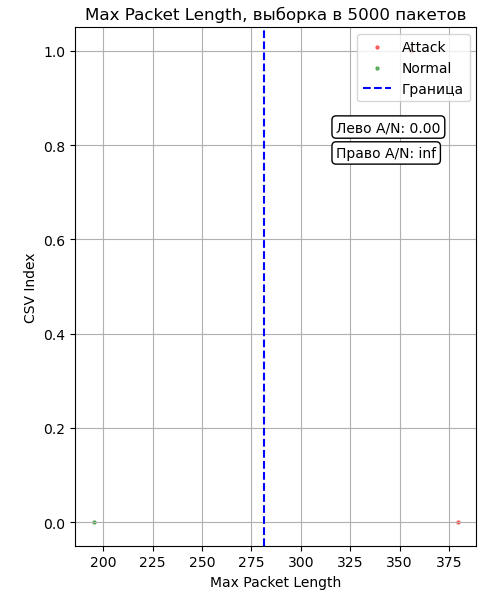 Max Packet Length, выборка в 5000 пакетов
Attack
Normal
Граница
Лево A/N: 0.00
Право A/N: inf
CSV Index
1.0
0.8
0.6
0.4
0.2
0.0
200 225 250 275 300 325 350 375
Max Packet Length